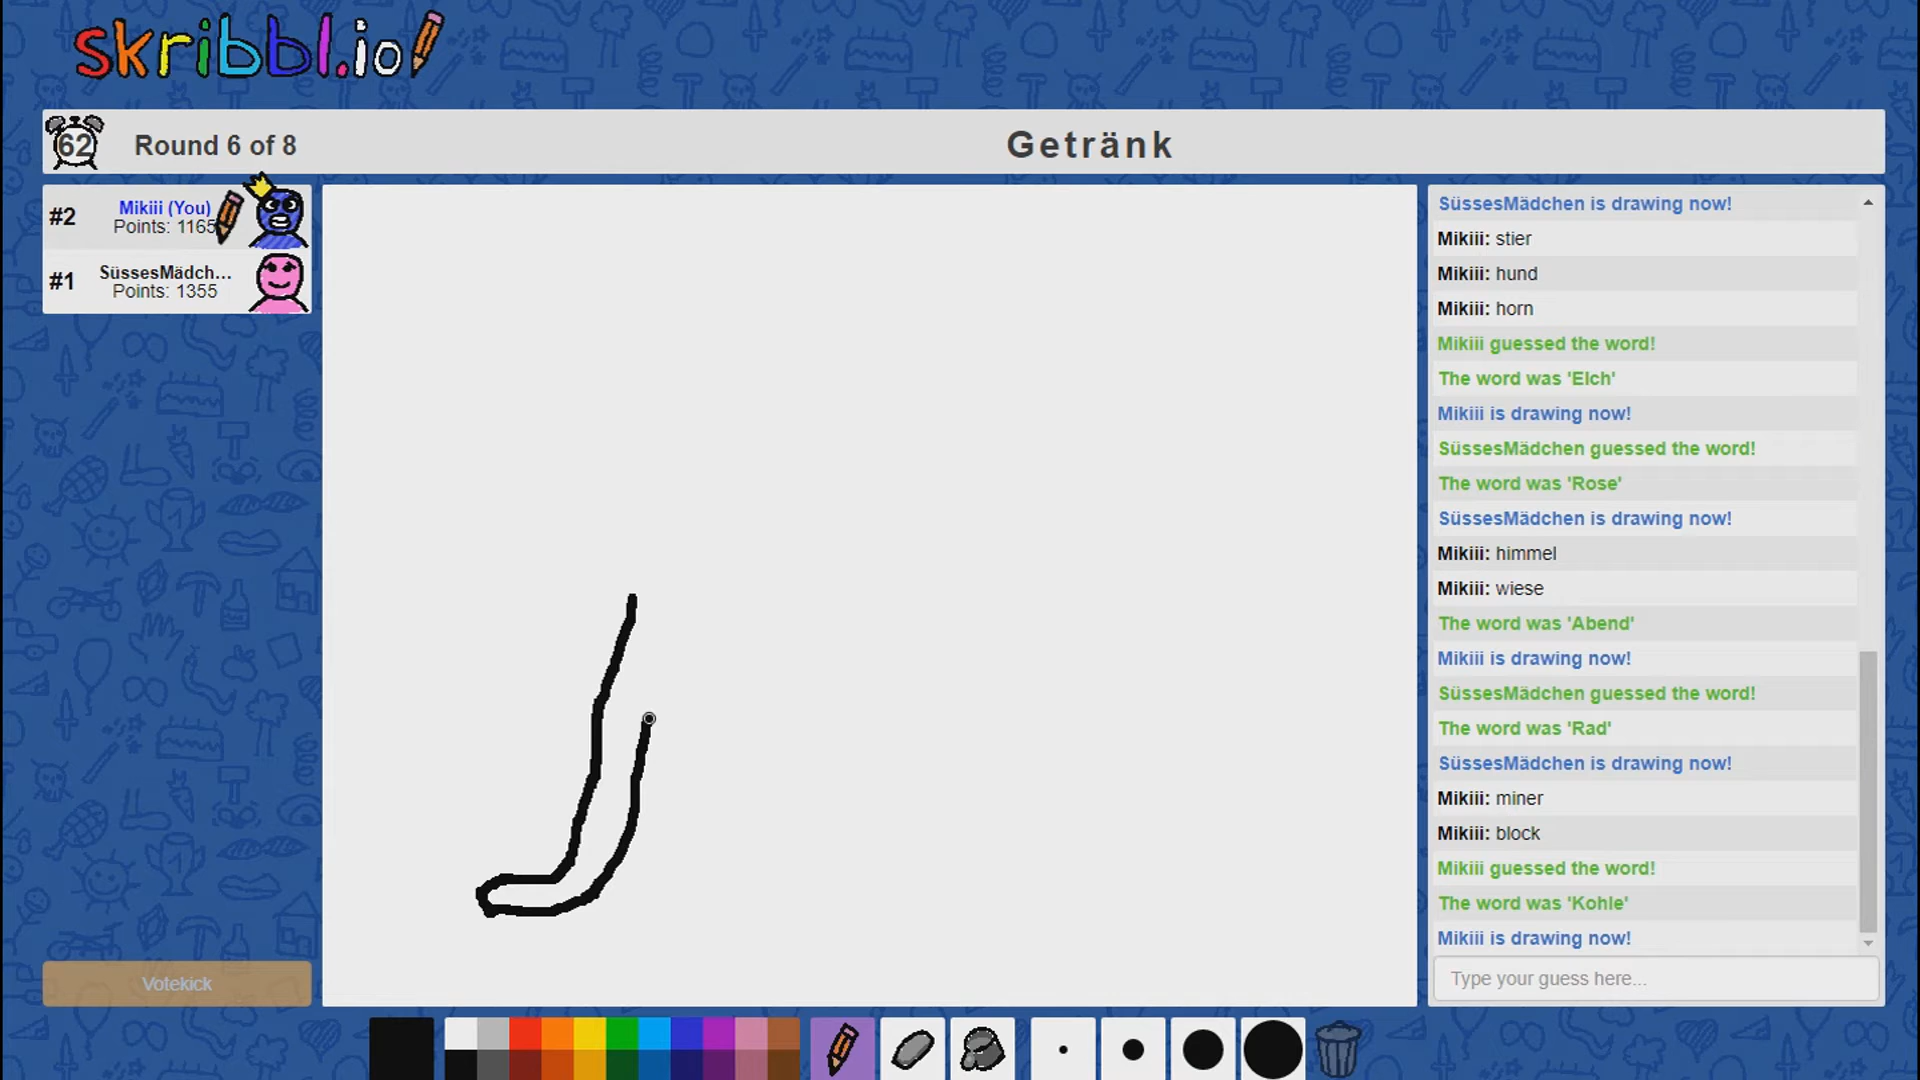 skribbl.io
62
Round 6 of 8
Getränk
#2
Mikiii (You)
Points: 1165
#1
SüssesMädch...
Points: 1355
SüssesMädchen is drawing now!
Mikiii: stier
Mikiii: hund
Mikiii: horn
Mikiii guessed the word!
The word was 'Elch'
Mikiii is drawing now!
SüssesMädchen guessed the word!
The word was 'Rose'
SüssesMädchen is drawing now!
Mikiii: himmel
Mikiii: wiese
The word was 'Abend'
Mikiii is drawing now!
SüssesMädchen guessed the word!
The word was 'Rad'
SüssesMädchen is drawing now!
Mikiii: miner
Mikiii: block
Mikiii guessed the word!
The word was 'Kohle'
Mikiii is drawing now!
Votekick
Type your guess here...